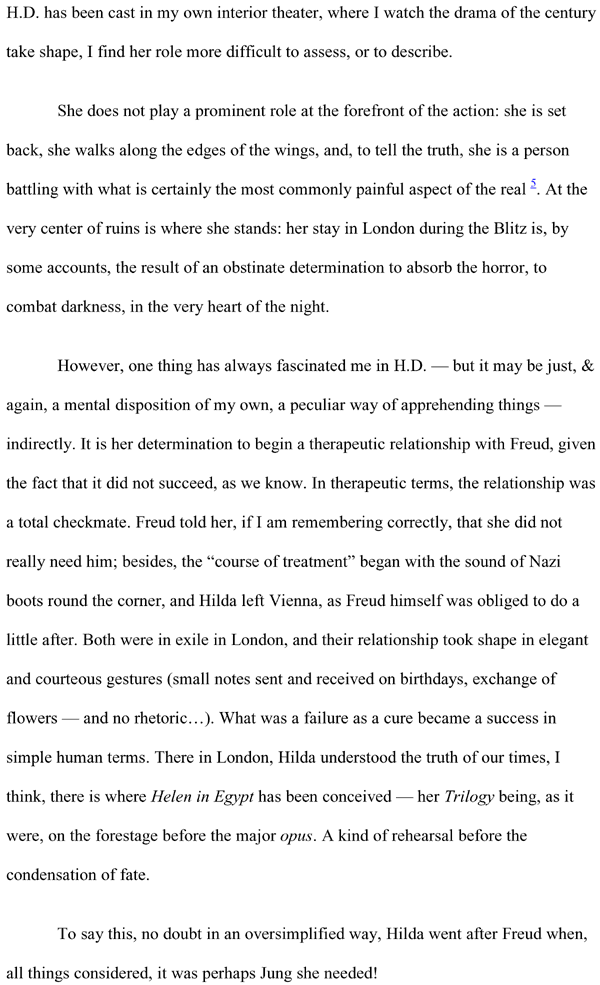 H.D. has been cast in my own interior theater, where I watch the drama of the century
take shape, I find her role more difficult to assess, or to describe.
She does not play a prominent role at the forefront of the action: she is set
back, she walks along the edges of the wings, and, to tell the truth, she is a person
battling with what is certainly the most commonly painful aspect of the real 5. At the
very center of ruins is where she stands: her stay in London during the Blitz is, by
some accounts, the result of an obstinate determination to absorb the horror, to
combat darkness, in the very heart of the night.
However, one thing has always fascinated me in H.D. — but it may be just, &
again, a mental disposition of my own, a peculiar way of apprehending things —
indirectly. It is her determination to begin a therapeutic relationship with Freud, given
the fact that it did not succeed, as we know. In therapeutic terms, the relationship was
a total checkmate. Freud told her, if I am remembering correctly, that she did not
really need him; besides, the “course of treatment” began with the sound of Nazi
boots round the corner, and Hilda left Vienna, as Freud himself was obliged to do a
little after. Both were in exile in London, and their relationship took shape in elegant
and courteous gestures (small notes sent and received on birthdays, exchange of
flowers — and no rhetoric…). What was a failure as a cure became a success in
simple human terms. There in London, Hilda understood the truth of our times, I
think, there is where Helen in Egypt has been conceived — her Trilogy being, as it
were, on the forestage before the major opus. A kind of rehearsal before the
condensation of fate.
To say this, no doubt in an oversimplified way, Hilda went after Freud when,
all things considered, it was perhaps Jung she needed!